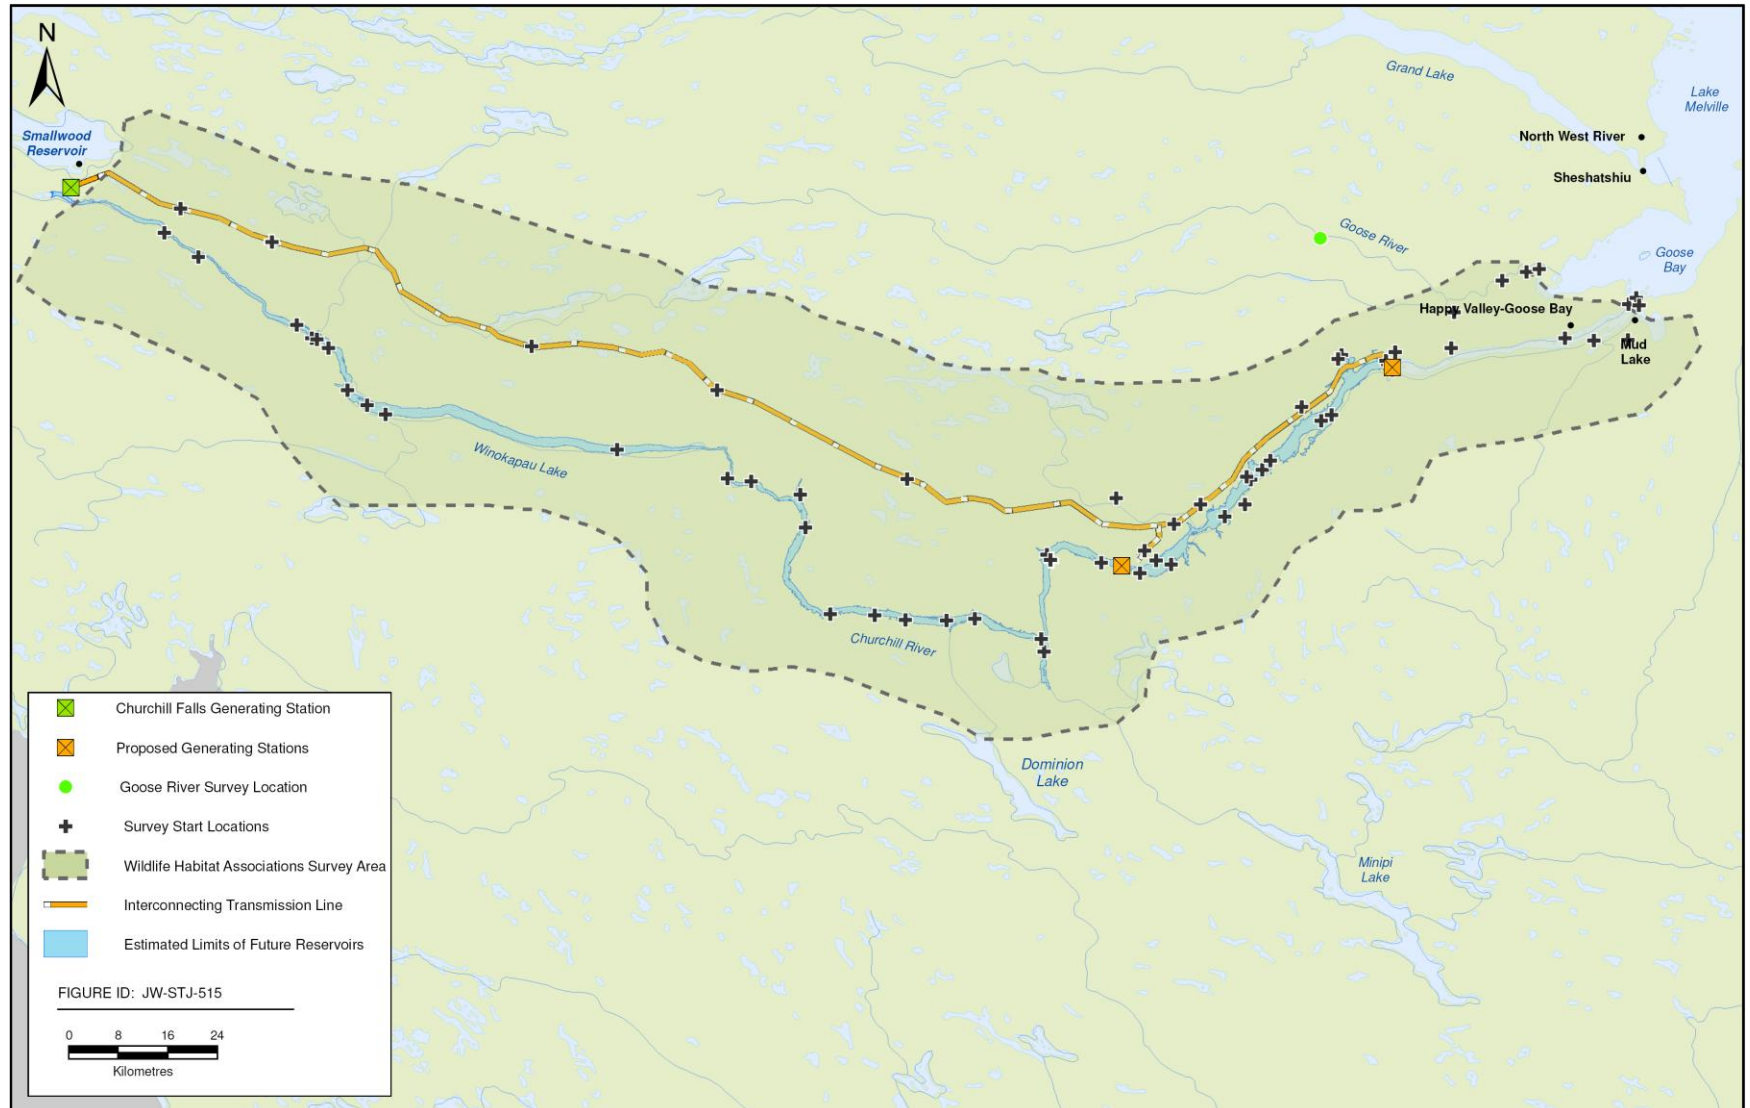 N
Grand Lake
Lake
Melville
Smallwood
Reservoir
North West River
Sheshatshiu
Goose River
Goose
Bay
Happy Valley-Goose Bay
Mud
Lake
Winokapau Lake
Churchill River
Dominion
Lake
Minipi
Lake
Churchill Falls Generating Station
Proposed Generating Stations
Goose River Survey Location
Survey Start Locations
Wildlife Habitat Associations Survey Area
Interconnecting Transmission Line
Estimated Limits of Future Reservoirs
FIGURE ID: JW-STJ-515
0 8 16 24
Kilometres